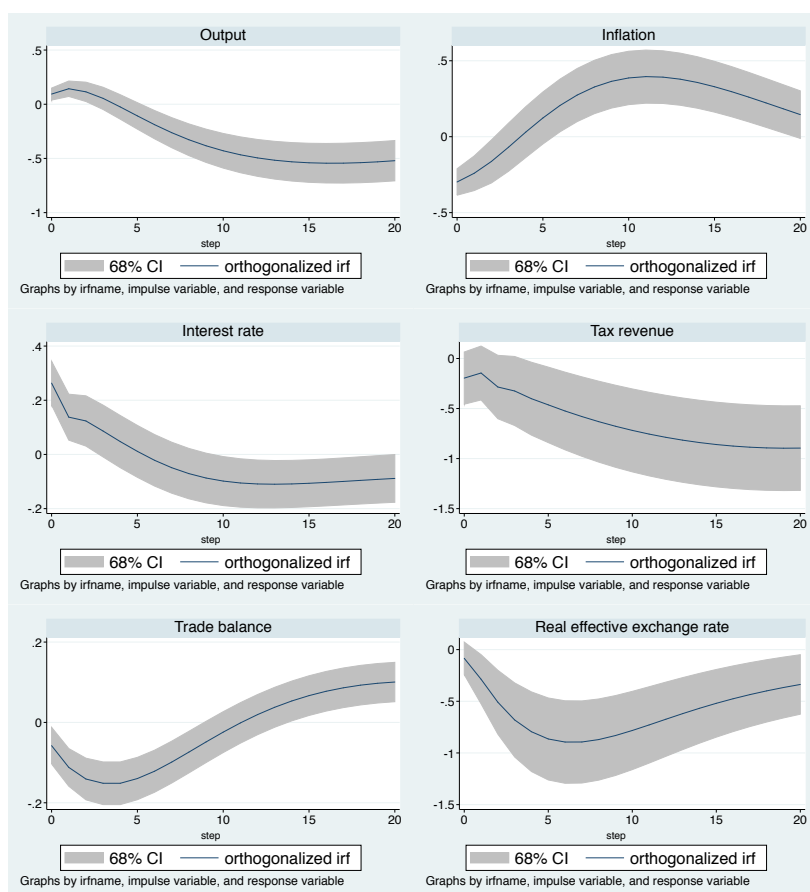 Output
.5
0
-.5
-1
0 5 10 15 20
step
68% CI orthogonalized irf
Graphs by irfname, impulse variable, and response variable
Inflation
.5
0
-.5
0 5 10 15 20
step
68% CI orthogonalized irf
Graphs by irfname, impulse variable, and response variable
Interest rate
.4
.2
0
-.2
0 5 10 15 20
step
68% CI orthogonalized irf
Graphs by irfname, impulse variable, and response variable
Tax revenue
0
-.5
-1
-1.5
0 5 10 15 20
step
68% CI orthogonalized irf
Graphs by irfname, impulse variable, and response variable
Trade balance
.2
0
-.2
0 5 10 15 20
step
68% CI orthogonalized irf
Graphs by irfname, impulse variable, and response variable
Real effective exchange rate
0
-.5
-1
-1.5
0 5 10 15 20
step
68% CI orthogonalized irf
Graphs by irfname, impulse variable, and response variable